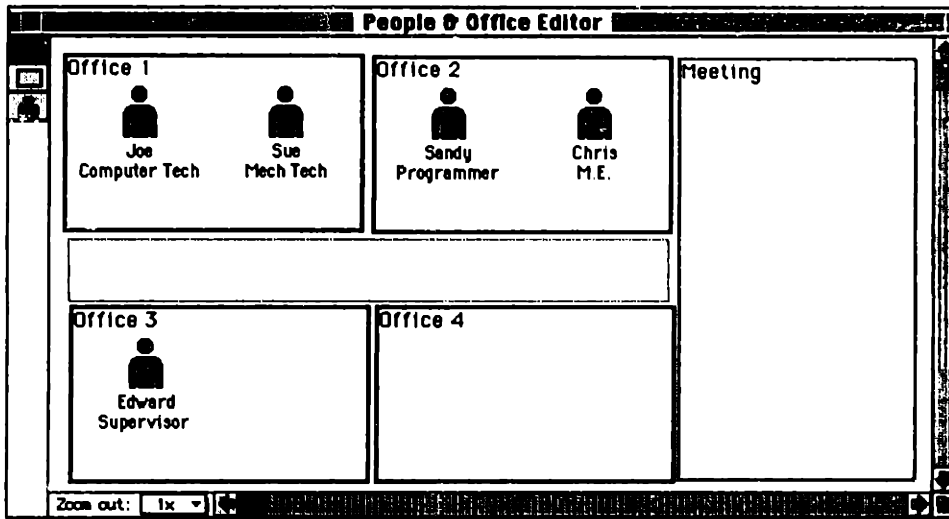 People & Office Editor
Office 1
Office 2
Meeting
Joe
Computer Tech
Sue
Mech Tech
Sandy
Programmer
Chris
M.E.
Office 3
Office 4
Edward
Supervisor
Zoom out: 1x